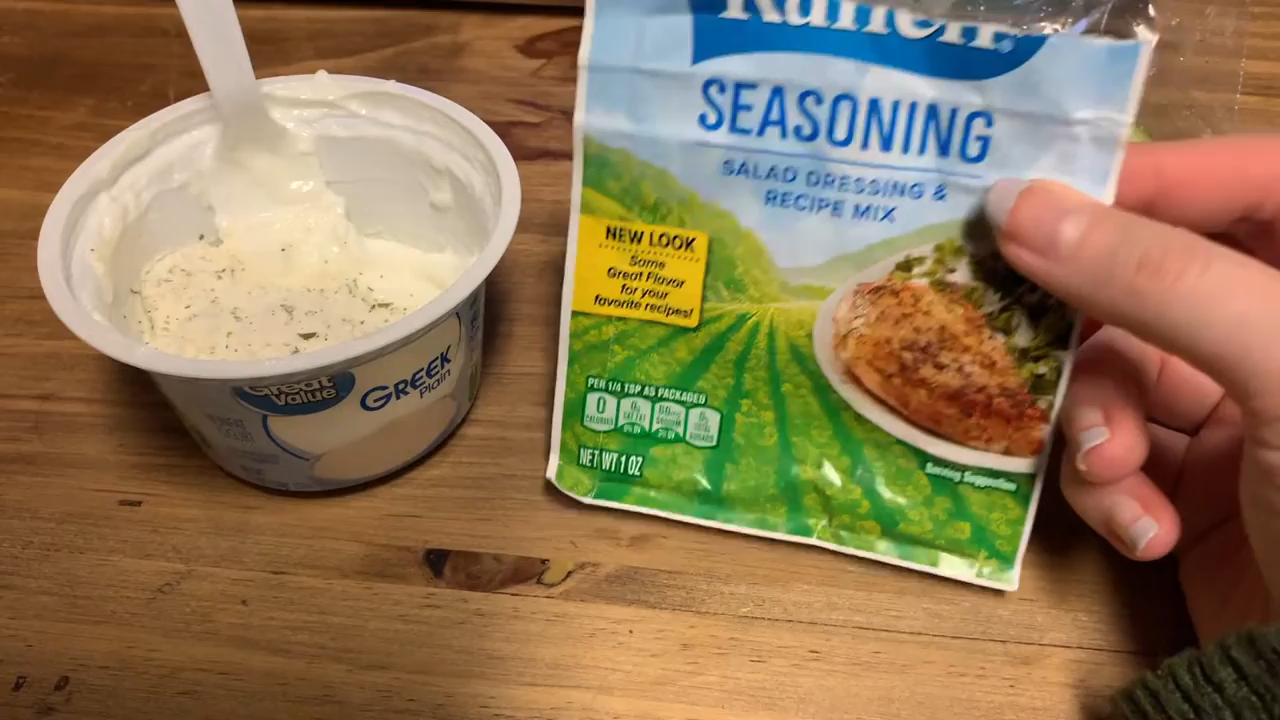 Ranch
SEASONING
SALAD DRESSING &
RECIPE MIX
NEW LOOK
Same
Great Flavor
for your
favorite recipes!
PER 1/4 TSP AS PACKAGED
0
CALORIES
NET WT 1 OZ
Serving Suggestion
Great
Value
GREEK
Plain